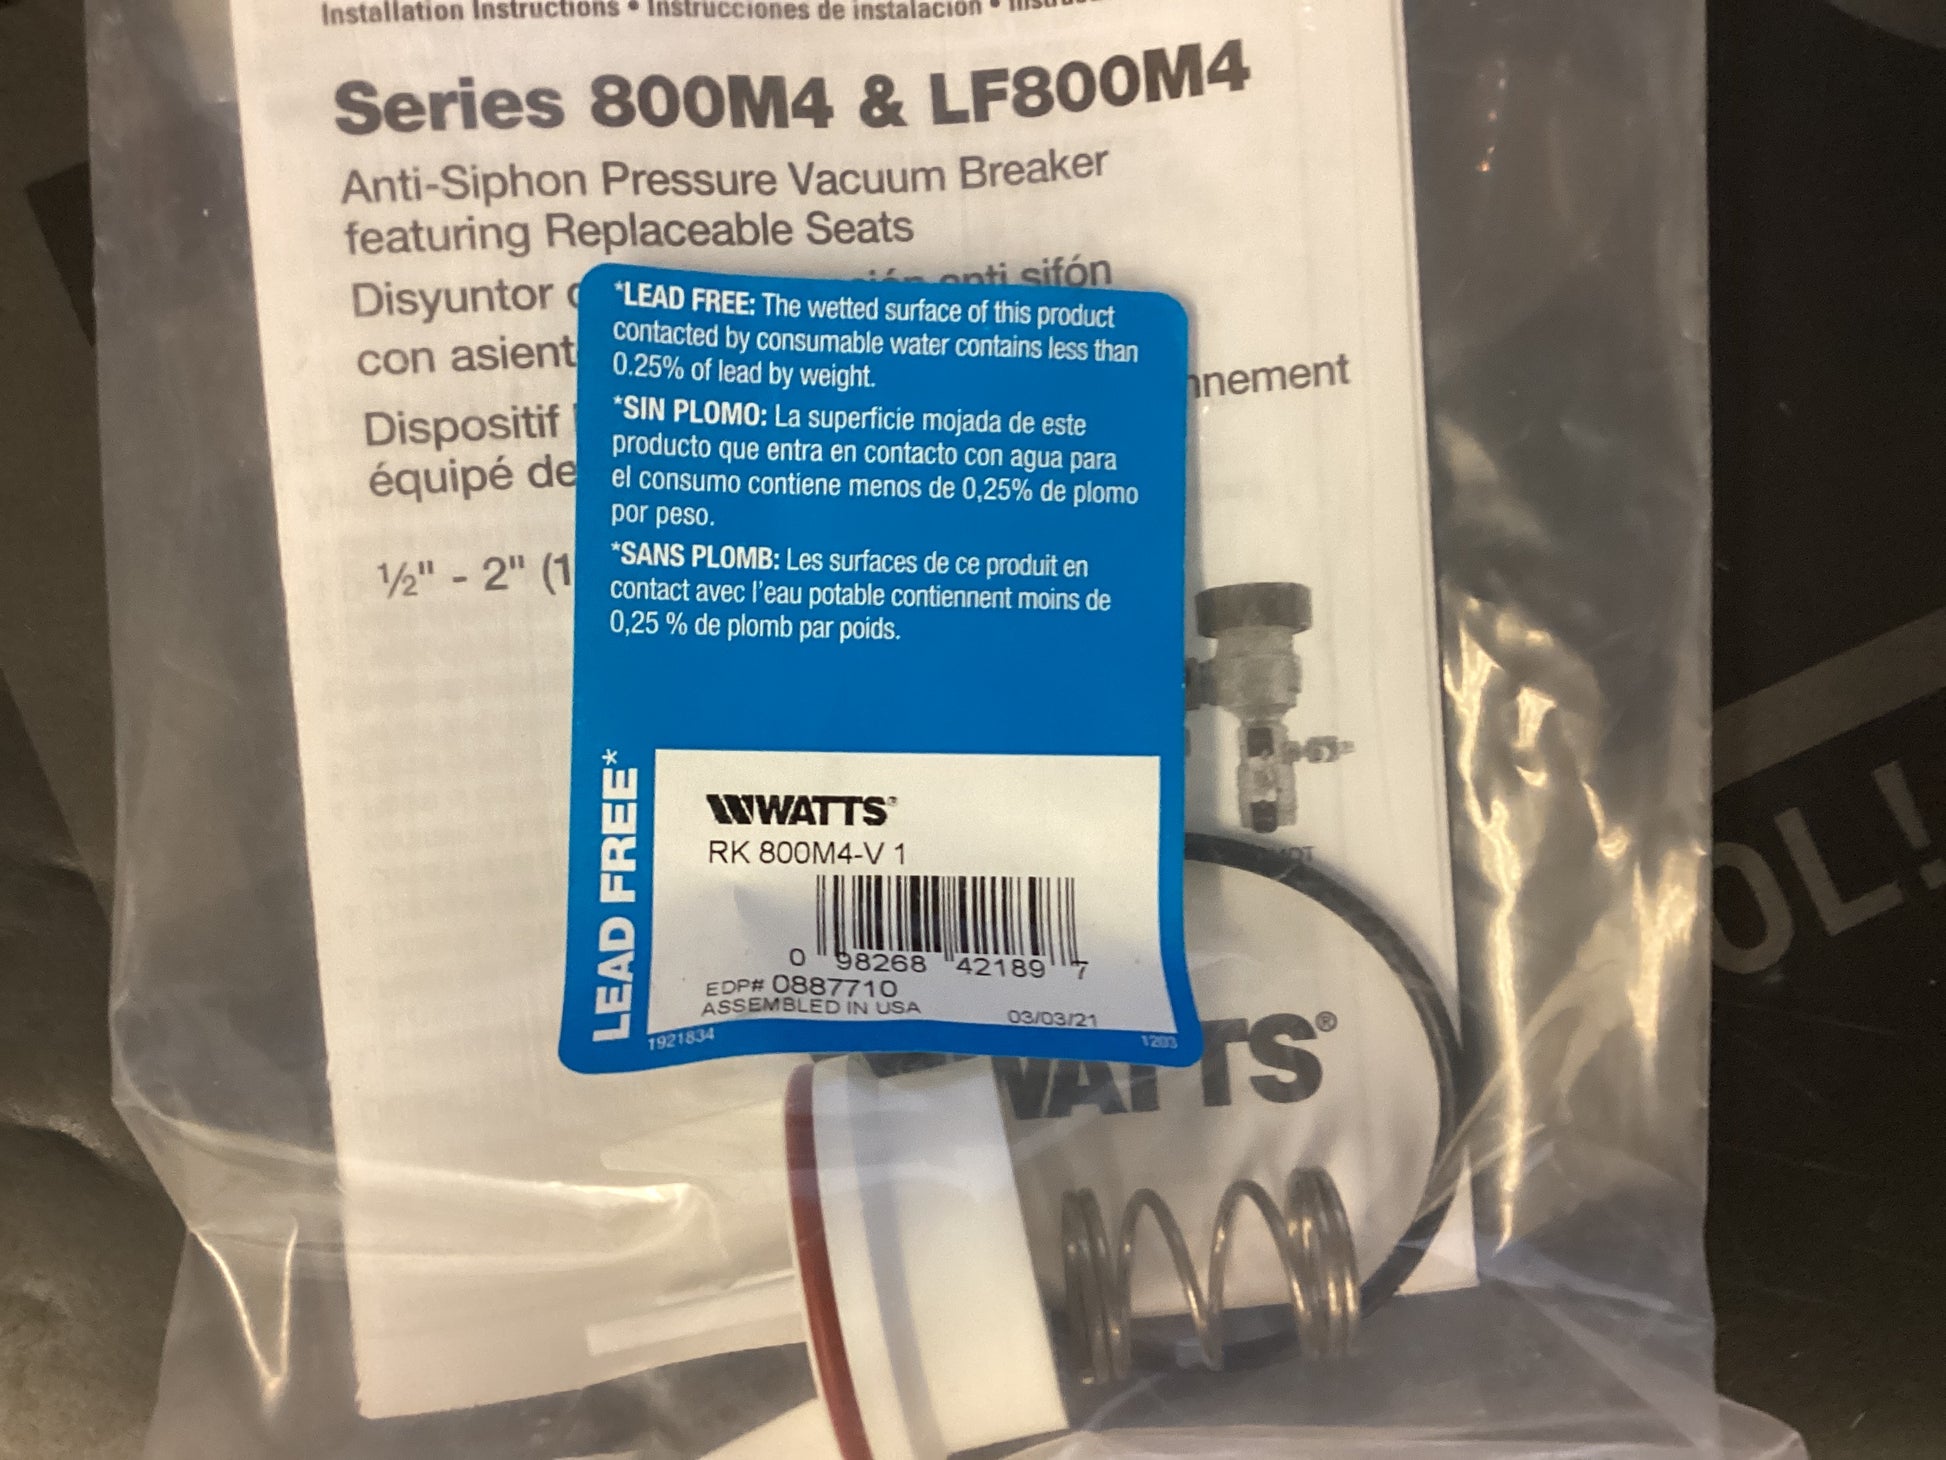 Installation Instructions • Instrucciones de instalación •
Series 800M4 & LF800M4
Anti-Siphon Pressure Vacuum Breaker
featuring Replaceable Seats
Disyuntor anti sifón
con
Dispositif
équipé de
½" - 2"
*LEAD FREE: The wetted surface of this product
contacted by consumable water contains less than
0.25% of lead by weight.
*SIN PLOMO: La superficie mojada de este
producto que entra en contacto con agua para
el consumo contiene menos de 0,25% de plomo
por peso.
*SANS PLOMB: Les surfaces de ce produit en
contact avec l'eau potable contiennent moins de
0,25 % de plomb par poids.
LEAD FREE*
WATTS®
RK 800M4-V 1
0 98268 42189 7
EDP# 0887710
ASSEMBLED IN USA 03/03/21
1921834 1203
WATTS®
OL!